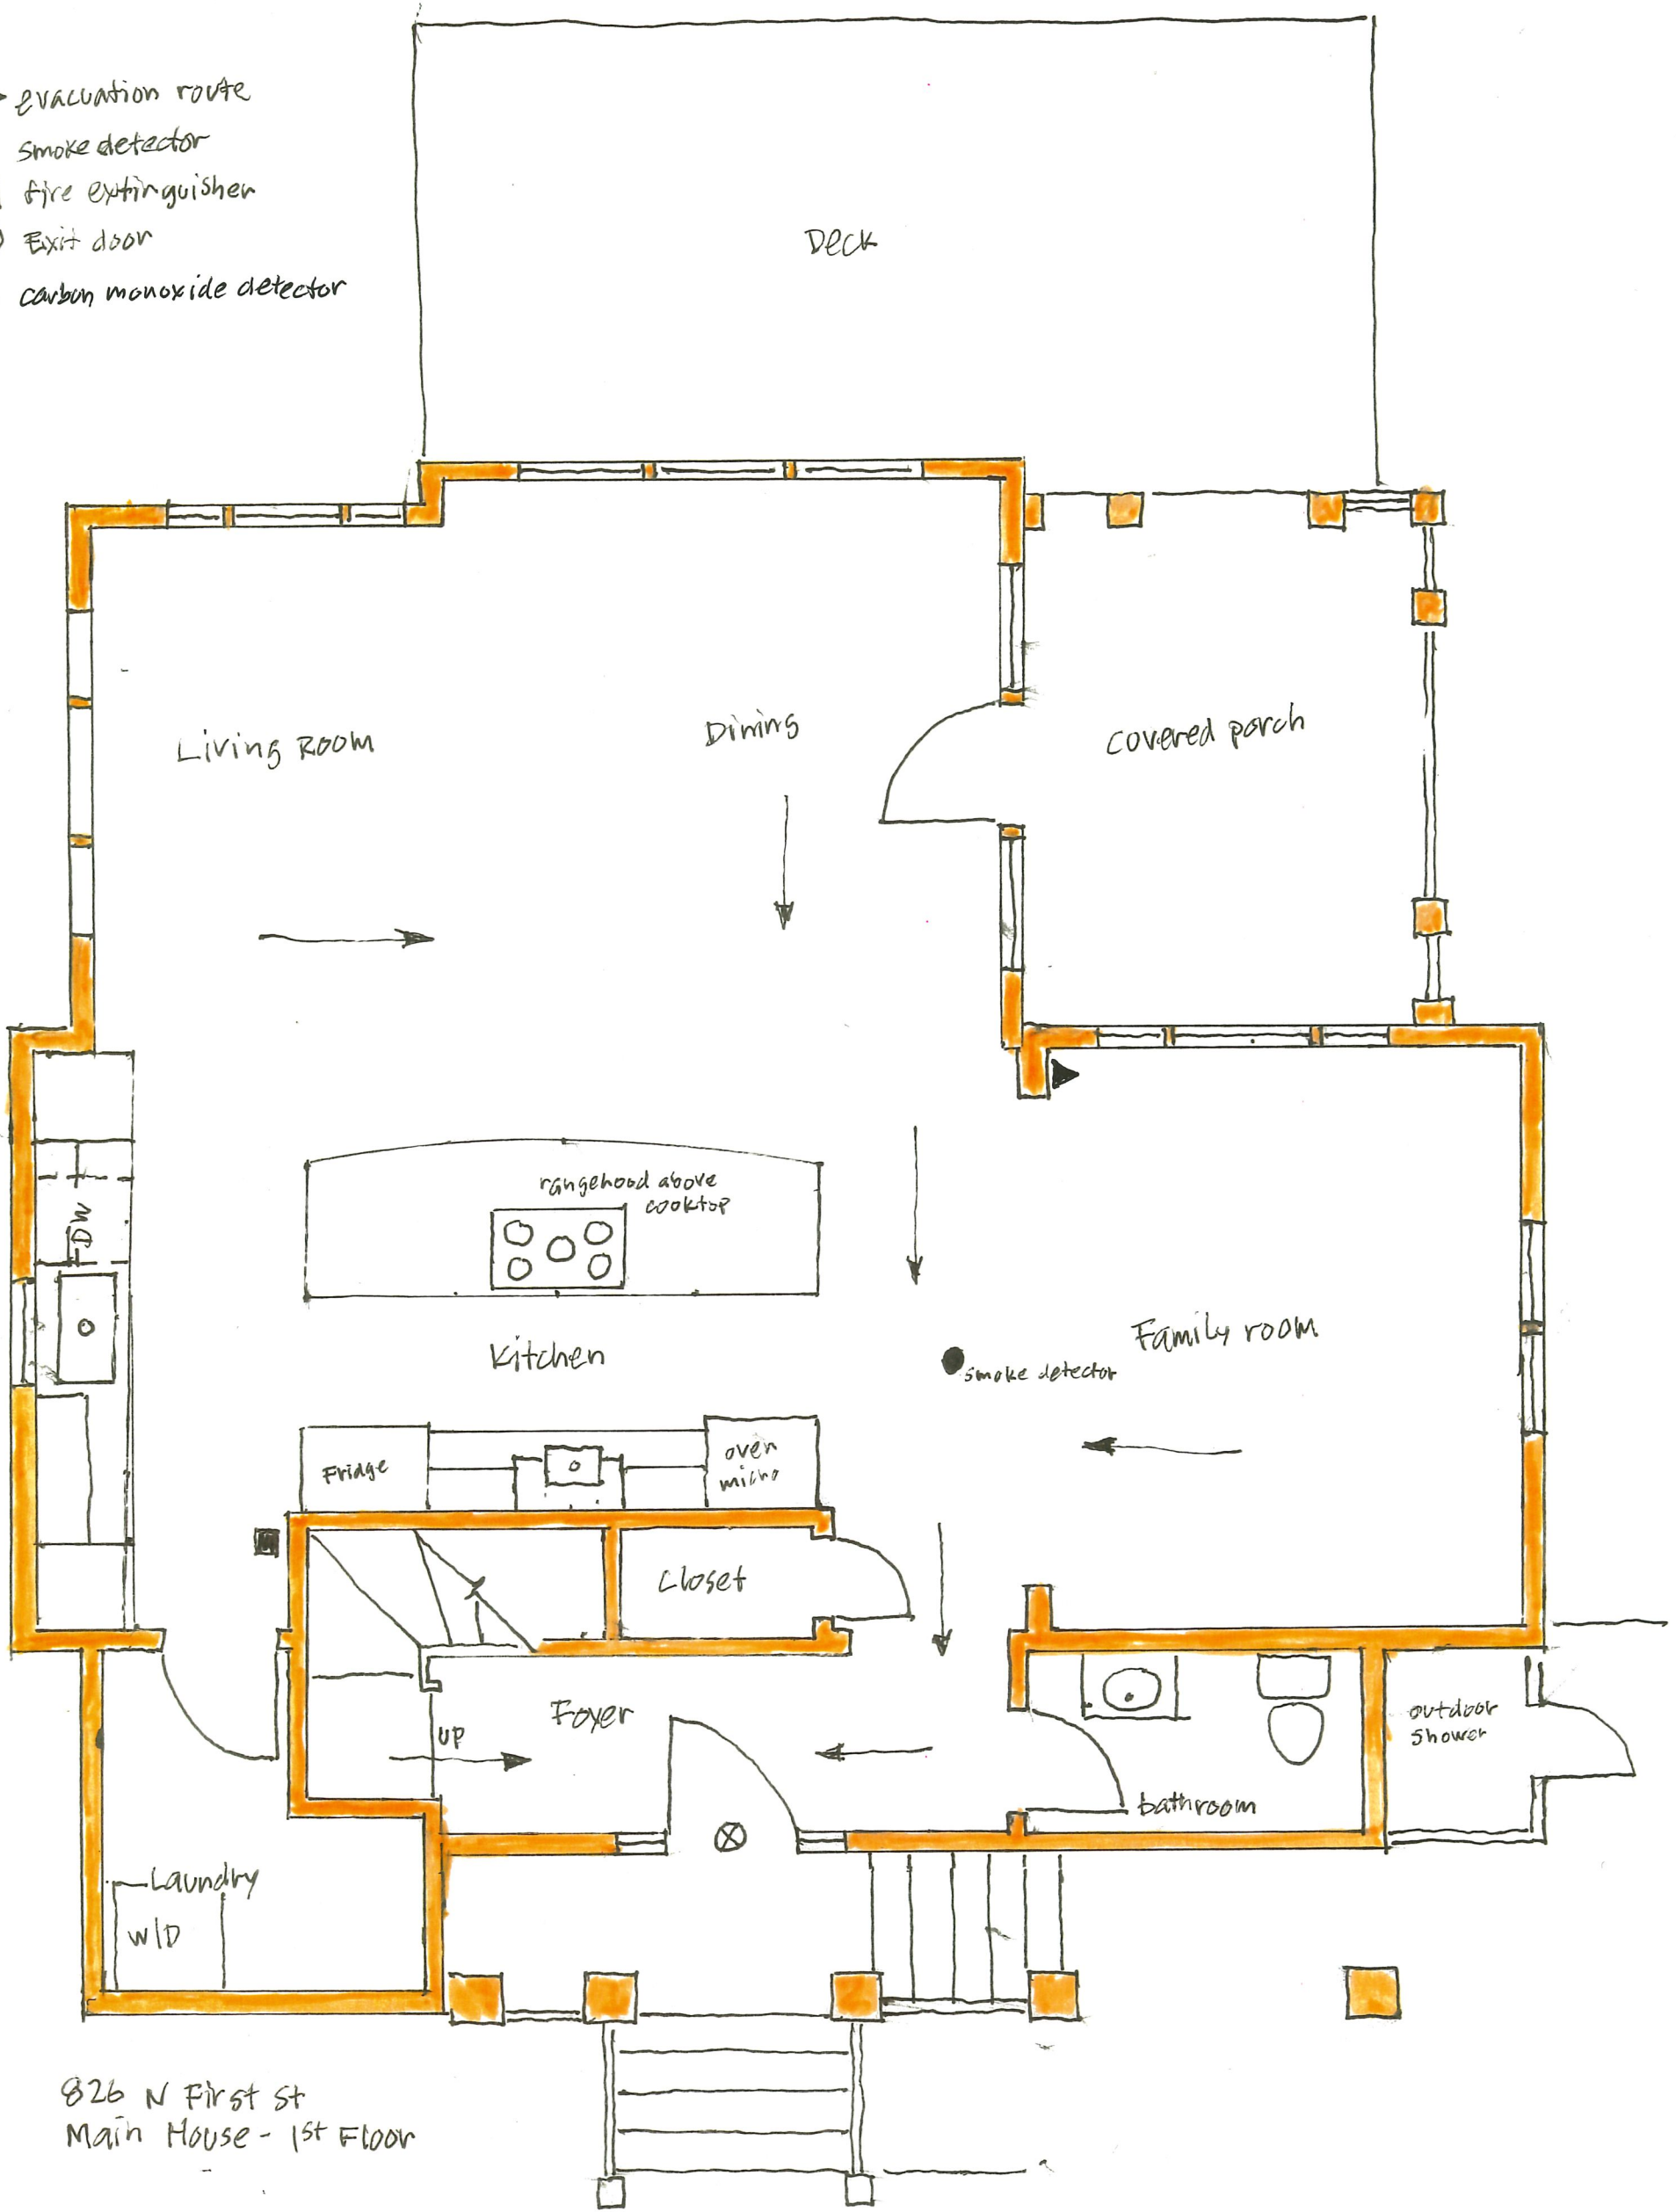 evacuation route
smoke detector
fire extinguisher
Exit door
carbon monoxide detector
Deck
Living Room
Dining
covered porch
rangehood above
cooktop
DW
Kitchen
Family room
smoke detector
Fridge
oven
micro
Closet
Foyer
UP
outdoor
shower
bathroom
Laundry
W/D
826 N First St
Main House - 1st Floor